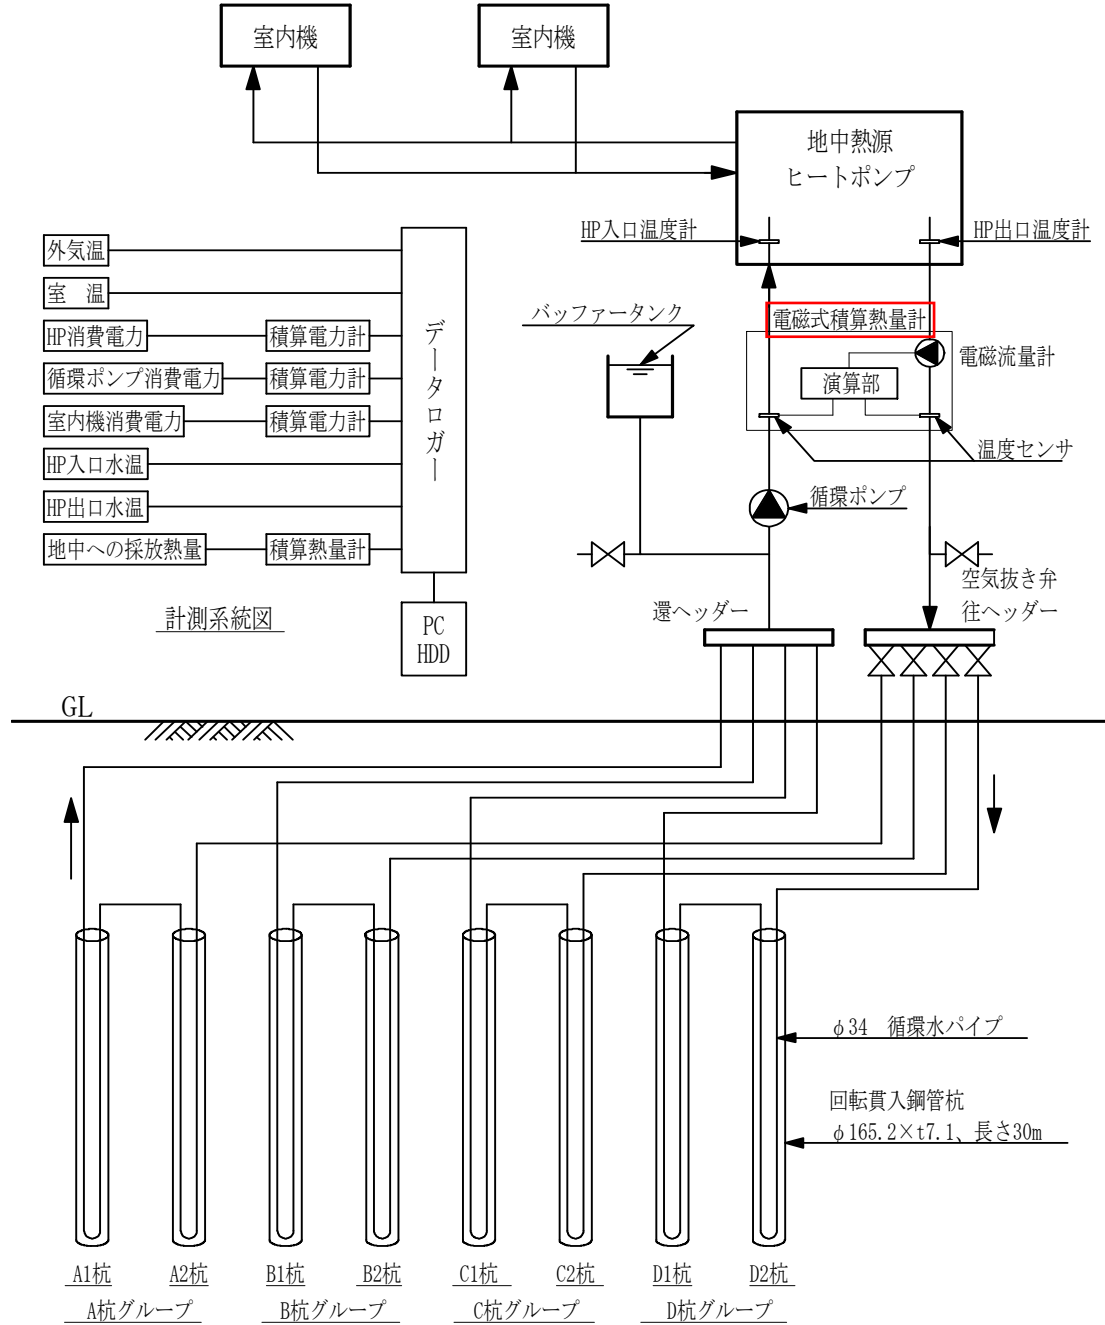 室内機
室内機
地中熱源
ヒートポンプ
HP入口温度計
HP出口温度計
外気温
室　温
HP消費電力
積算電力計
循環ポンプ消費電力
積算電力計
室内機消費電力
積算電力計
HP入口水温
HP出口水温
地中への採放熱量
積算熱量計
データロガー
計測系統図
PC
HDD
バッファータンク
電磁式積算熱量計
電磁流量計
演算部
温度センサ
循環ポンプ
空気抜き弁
還ヘッダー
往ヘッダー
GL
φ34　循環水パイプ
回転貫入鋼管杭
φ165.2×t7.1、長さ30m
A1杭
A2杭
B1杭
B2杭
C1杭
C2杭
D1杭
D2杭
A杭グループ
B杭グループ
C杭グループ
D杭グループ